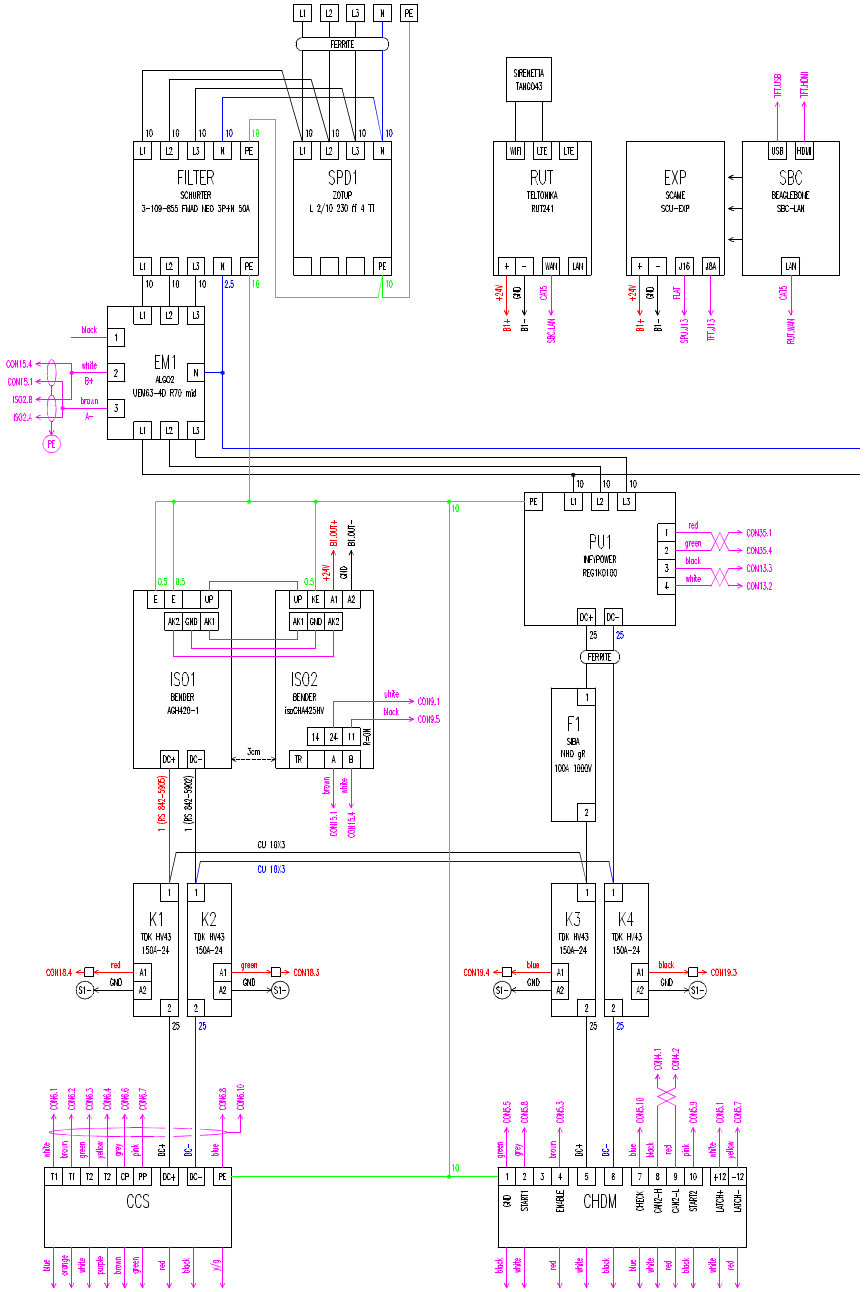 L1 L2 L3 N PE
FERRITE
SIRENETTA
TANGO43
TFT.USB TFT.HDMI
10 10 10 10 10 10 10 10 10
L1 L2 L3 N PE
L1 L2 L3 N
WIFI LTE LTE
USB HDMI
FILTER
SCHURTER
3-109-855 FMAD NEO 3P+N 50A
SPD1
ZOTUP
L 2/10 230 ff 4 TT
RUT
TELTONIKA
RUT241
EXP
SCAME
SCU-EXP
SBC
BEAGLEBONE
SBC-LAN
L1 L2 L3 N PE
PE
+ - WAN LAN
+ - J16 J8A
LAN
10 10 10 2.5 10
10
+24V GND CAT5
B1+ B1- SBC.LAN
+24V GND FLAT
B1+ B1- SPU.J13 TFT.J13
CAT5
RUT.WAN
L1 L2 L3
black
1
EM1
ALGO2
VEM63-4D R70 mid
N
CON15.4
white
2
CON15.1
B+
ISO2.B
brown
3
ISO2.A
A-
PE
L1 L2 L3
10 10 10
PE L1 L2 L3
10
PU1
INFYPOWER
REG1K0100
1 red CON35.1
2 green CON35.4
3 black CON13.3
4 white CON13.2
B1.OUT+ B1.OUT-
+24V GND
0.5 0.5 0.5
E E UP
UP KE A1 A2
AK2 GND AK1
AK1 GND AK2
DC+ DC-
25 25
FERRITE
ISO1
BENDER
AGH420-1
ISO2
BENDER
isoCHA425HV
white CON9.1
black CON9.5
14 24 T1
R=ON
TR A B
DC+ DC-
3cm
brown white
CON15.1 CON15.4
1
F1
SIBA
NH0 gR
100A 1000V
2
1 (RS 842-5905)
1 (RS 842-5902)
CU 10X3
CU 10X3
1 1 1 1
K1
TDK HV43
150A-24
K2
TDK HV43
150A-24
K3
TDK HV43
150A-24
K4
TDK HV43
150A-24
CON18.4 red A1
S1- GND A2
A1 green CON18.3
A2 GND S1-
CON19.4 blue A1
S1- GND A2
A1 black CON19.3
A2 GND S1-
2 2 2 2
25 25 25 25
CON6.1 CON6.2 CON6.3 CON6.4 CON6.6 CON6.7 CON6.8 CON6.10
white brown green yellow grey pink DC+ DC- blue
T1 T1 T2 T2 CP PP DC+ DC- PE
CCS
blue orange white purple brown green red black y/g
10
CON4.1 CON4.2
CON5.5 CON5.8 CON5.3 CON5.10 CON5.9 CON5.1 CON5.7
green grey brown DC+ DC- blue black red pink white yellow
1 2 3 4 5 6 7 8 9 10 +12 -12
GND START1 ENABLE CHECK CAN2-H CAN2-L START2 LATCH+ LATCH-
CHDM
black white red white black blue white red black white red